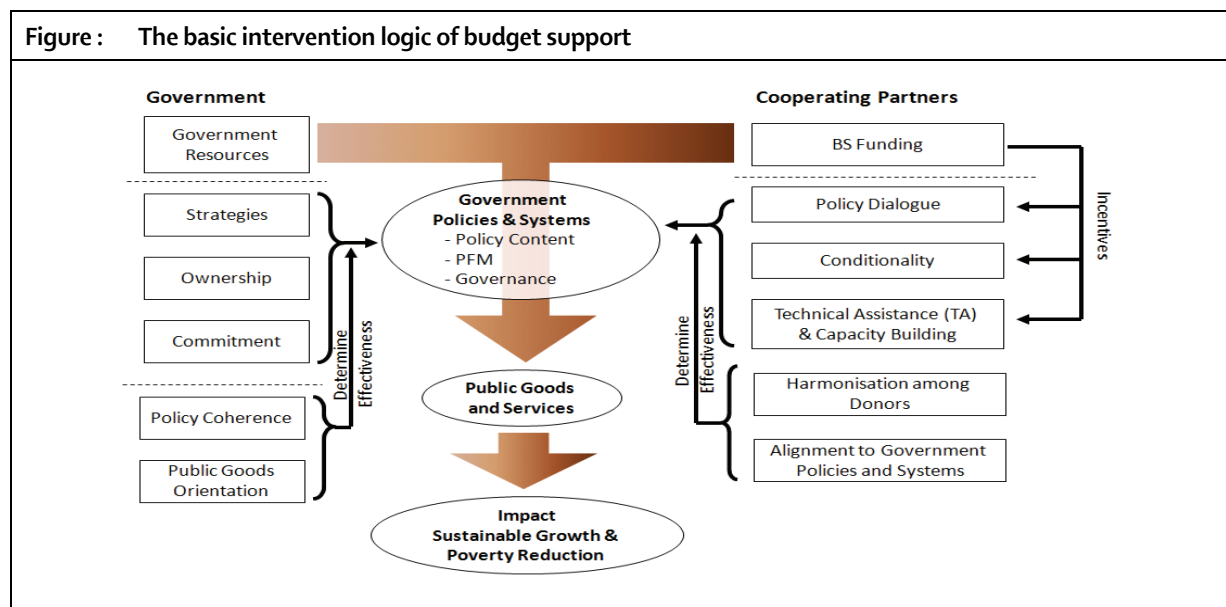 Figure : The basic intervention logic of budget support
Government
Government
Resources
Strategies
Ownership
Commitment
Policy Coherence
Public Goods
Orientation
Determine
Effectiveness
Government
Policies & Systems
- Policy Content
- PFM
- Governance
Public Goods
and Services
Impact
Sustainable Growth &
Poverty Reduction
Cooperating Partners
BS Funding
Policy Dialogue
Conditionality
Technical Assistance (TA)
& Capacity Building
Harmonisation among
Donors
Alignment to Government
Policies and Systems
Determine
Effectiveness
Incentives